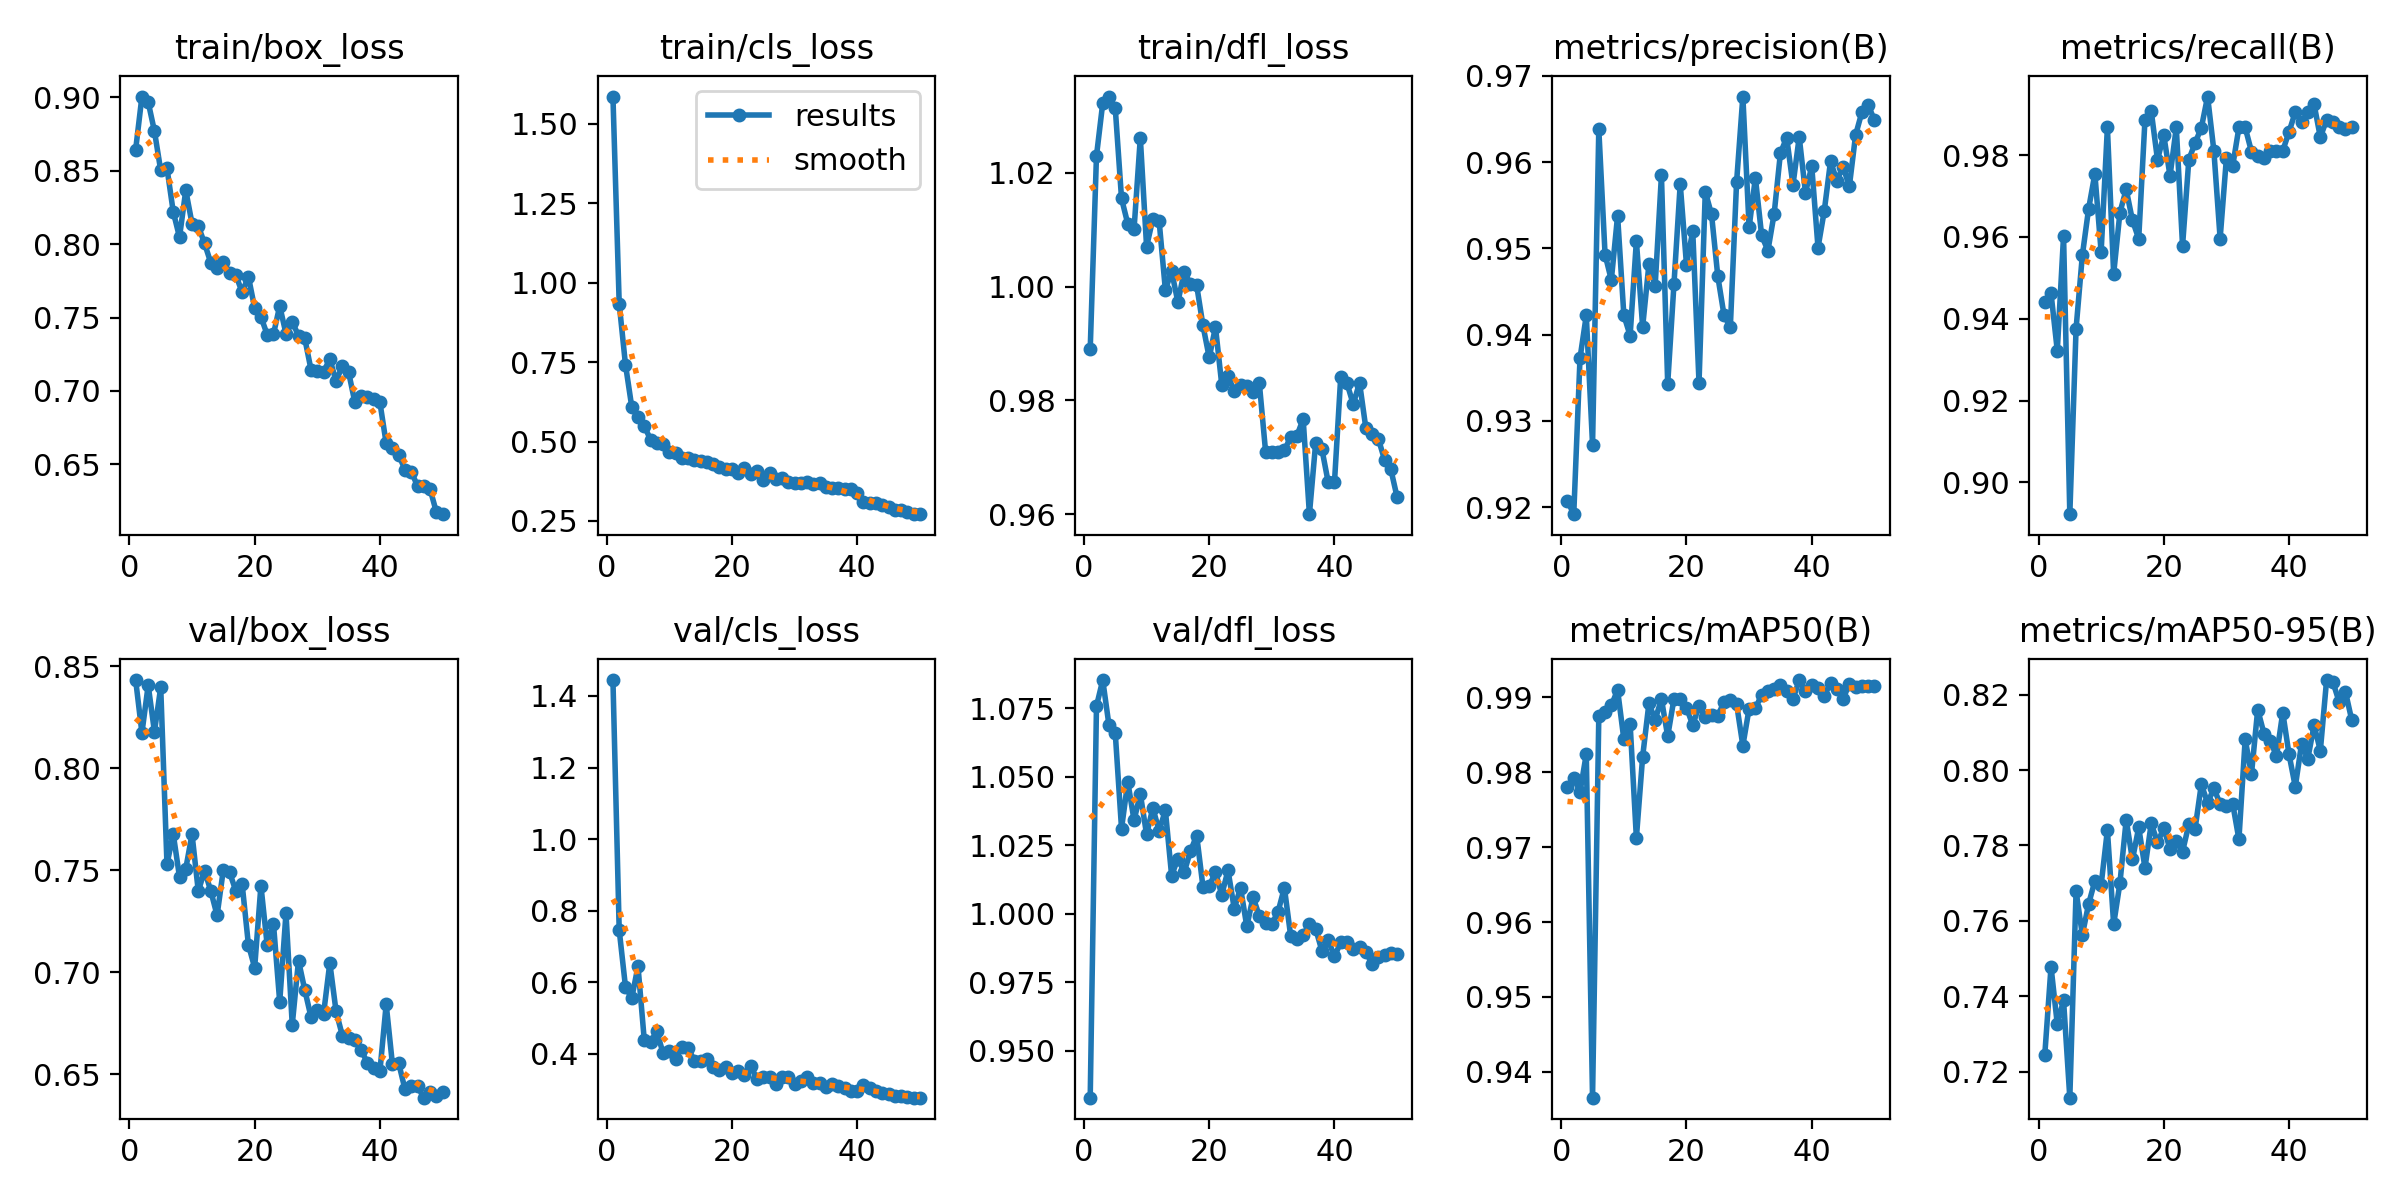 train/box_loss
0.90
0.85
0.80
0.75
0.70
0.65
0 20 40
train/cls_loss
results
smooth
1.50
1.25
1.00
0.75
0.50
0.25
0 20 40
train/dfl_loss
1.02
1.00
0.98
0.96
0 20 40
metrics/precision(B)
0.97
0.96
0.95
0.94
0.93
0.92
0 20 40
metrics/recall(B)
0.98
0.96
0.94
0.92
0.90
0 20 40
val/box_loss
0.85
0.80
0.75
0.70
0.65
0 20 40
val/cls_loss
1.4
1.2
1.0
0.8
0.6
0.4
0 20 40
val/dfl_loss
1.075
1.050
1.025
1.000
0.975
0.950
0 20 40
metrics/mAP50(B)
0.99
0.98
0.97
0.96
0.95
0.94
0 20 40
metrics/mAP50-95(B)
0.82
0.80
0.78
0.76
0.74
0.72
0 20 40